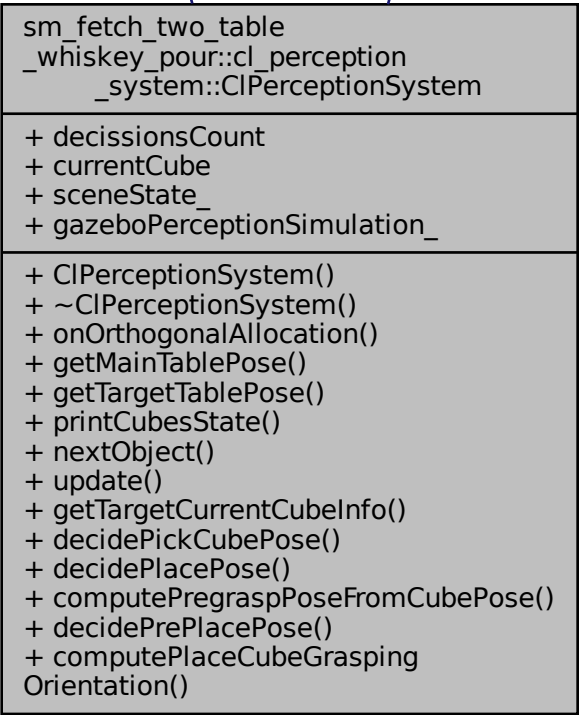 sm_fetch_two_table
_whiskey_pour::cl_perception
_system::ClPerceptionSystem
+ decissionsCount
+ currentCube
+ sceneState_
+ gazeboPerceptionSimulation_
+ ClPerceptionSystem()
+ ~ClPerceptionSystem()
+ onOrthogonalAllocation()
+ getMainTablePose()
+ getTargetTablePose()
+ printCubesState()
+ nextObject()
+ update()
+ getTargetCurrentCubeInfo()
+ decidePickCubePose()
+ decidePlacePose()
+ computePregraspPoseFromCubePose()
+ decidePrePlacePose()
+ computePlaceCubeGrasping
Orientation()